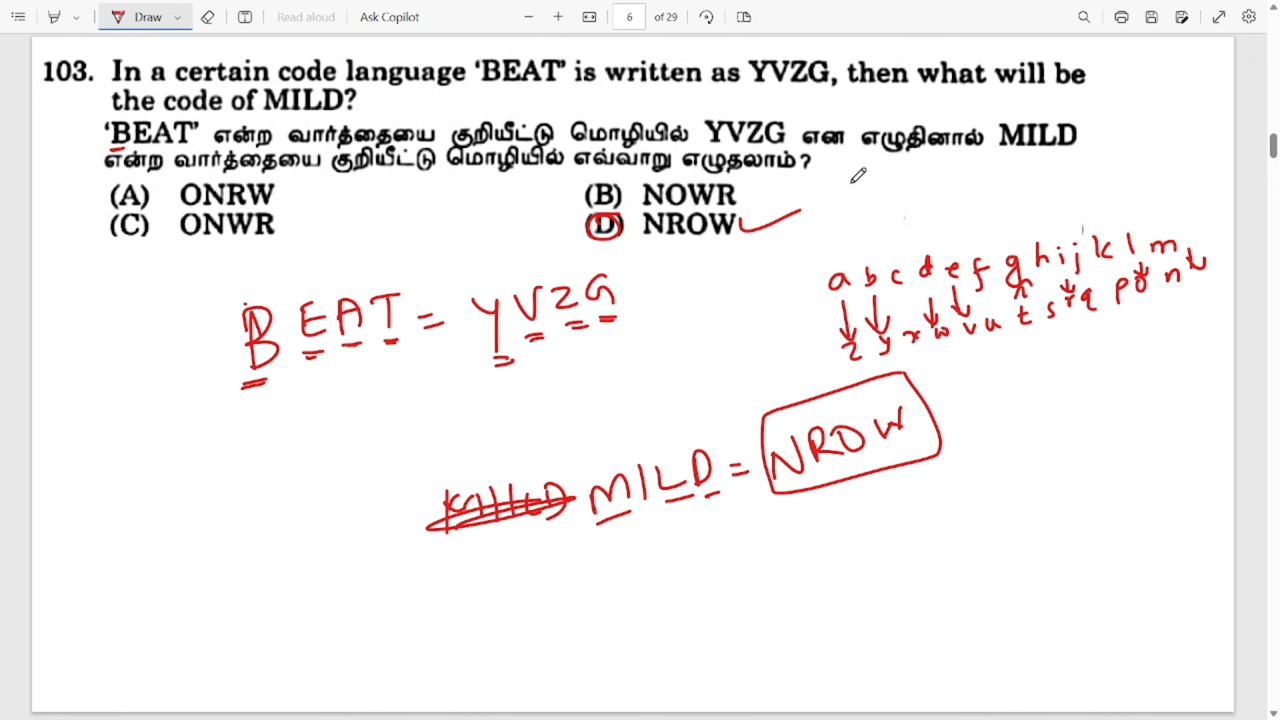 Draw
Read aloud
Ask Copilot
6
of 29
103. In a certain code language ‘BEAT’ is written as YVZG, then what will be
the code of MILD?
‘BEAT’ என்ற வார்த்தையை குறியீட்டு மொழியில் YVZG என எழுதினால் MILD
என்ற வார்த்தையை குறியீட்டு மொழியில் எவ்வாறு எழுதலாம்?
(A) ONRW (B) NOWR
(C) ONWR (D) NROW
a b c d e f g h i j k l m
z y x w v u t s r q p o n
B E A T = Y V Z G
MILD = NROW